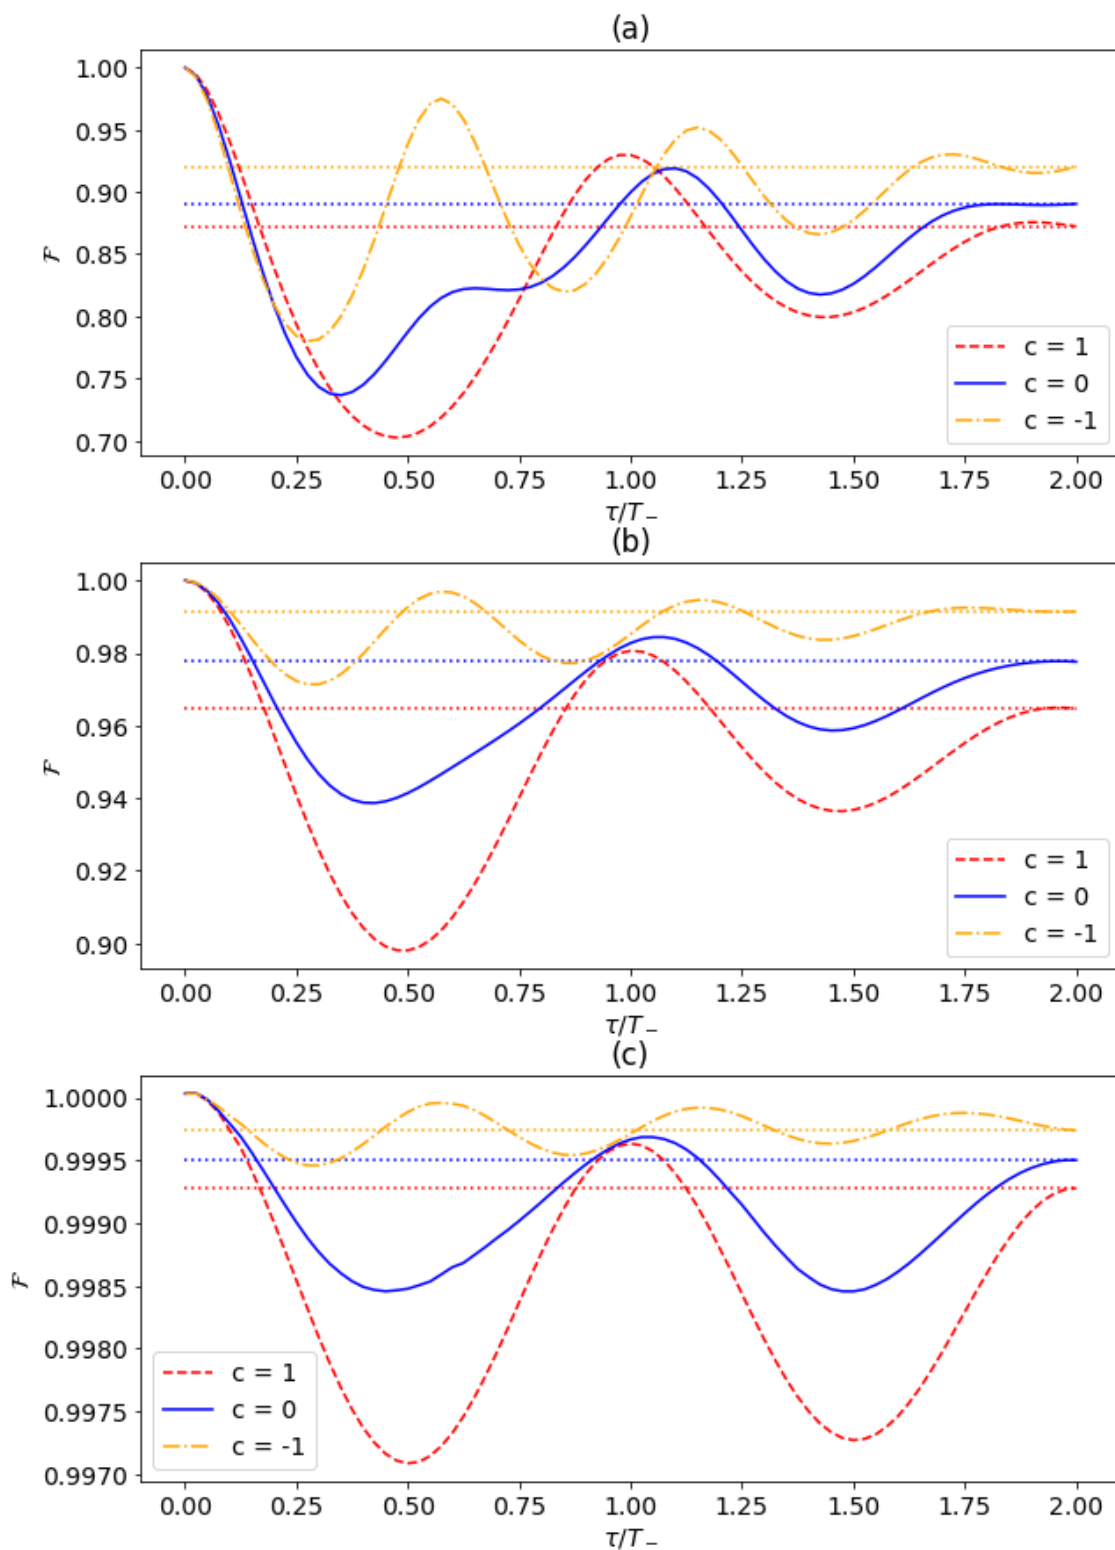 (a)
1.00
0.95
0.90
0.85
0.80
0.75
0.70
ℱ
c = 1
c = 0
c = -1
0.00 0.25 0.50 0.75 1.00 1.25 1.50 1.75 2.00
τ/T₋
(b)
1.00
0.98
0.96
0.94
0.92
0.90
ℱ
c = 1
c = 0
c = -1
0.00 0.25 0.50 0.75 1.00 1.25 1.50 1.75 2.00
τ/T₋
(c)
1.0000
0.9995
0.9990
0.9985
0.9980
0.9975
0.9970
ℱ
c = 1
c = 0
c = -1
0.00 0.25 0.50 0.75 1.00 1.25 1.50 1.75 2.00
τ/T₋